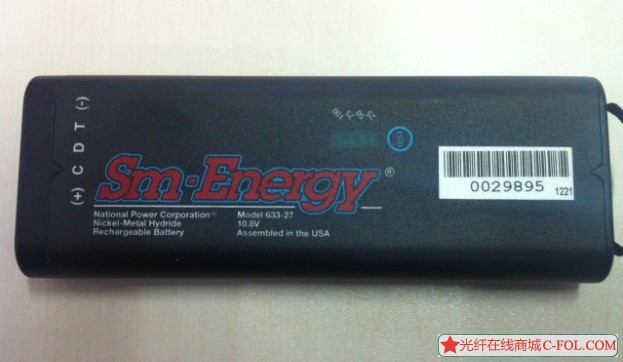 (+) C D T (-)
Sm-Energy®
National Power Corporation
Nickel-Metal Hydride
Rechargeable Battery
Model 633-27
10.8V
Assembled in the USA
0029895
1221
光纤在线商城C-FOL.COM